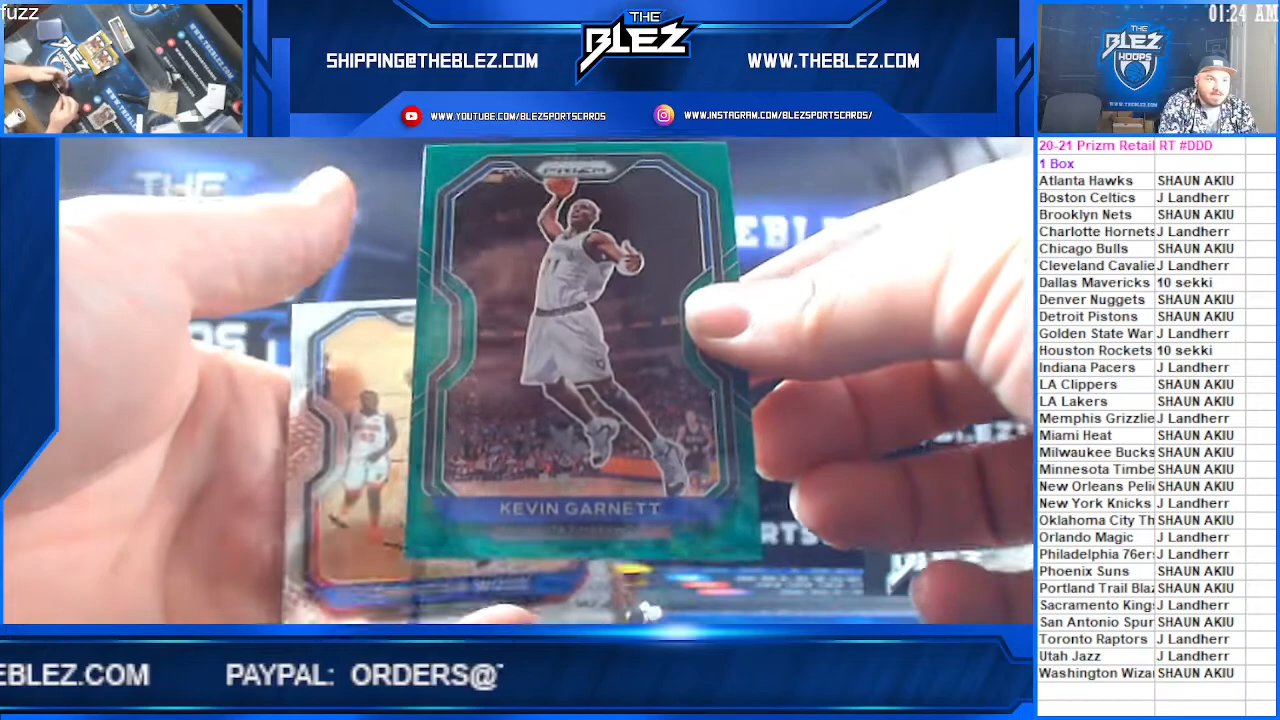 fuzz
SHIPPING@THEBLEZ.COM
THE
BLEZ
WWW.THEBLEZ.COM
WWW.YOUTUBE.COM/BLEZSPORTSCARDS
WWW.INSTAGRAM.COM/BLEZSPORTSCARDS/
THE
BLEZ
HOOPS
WWW.THEBLEZ.COM
01:24 AM
PRIZM
KEVIN GARNETT
20-21 Prizm Retail RT #DDD
1 Box
Atlanta Hawks SHAUN AKIU
Boston Celtics J Landherr
Brooklyn Nets SHAUN AKIU
Charlotte Hornets J Landherr
Chicago Bulls SHAUN AKIU
Cleveland Cavalie J Landherr
Dallas Mavericks 10 sekki
Denver Nuggets SHAUN AKIU
Detroit Pistons SHAUN AKIU
Golden State War J Landherr
Houston Rockets 10 sekki
Indiana Pacers J Landherr
LA Clippers SHAUN AKIU
LA Lakers SHAUN AKIU
Memphis Grizzlie J Landherr
Miami Heat SHAUN AKIU
Milwaukee Bucks SHAUN AKIU
Minnesota Timbe SHAUN AKIU
New Orleans Peli SHAUN AKIU
New York Knicks J Landherr
Oklahoma City Th SHAUN AKIU
Orlando Magic J Landherr
Philadelphia 76er J Landherr
Phoenix Suns SHAUN AKIU
Portland Trail Blaz SHAUN AKIU
Sacramento King J Landherr
San Antonio Spur SHAUN AKIU
Toronto Raptors J Landherr
Utah Jazz J Landherr
Washington Wizar SHAUN AKIU
EBLEZ.COM PAYPAL: ORDERS@